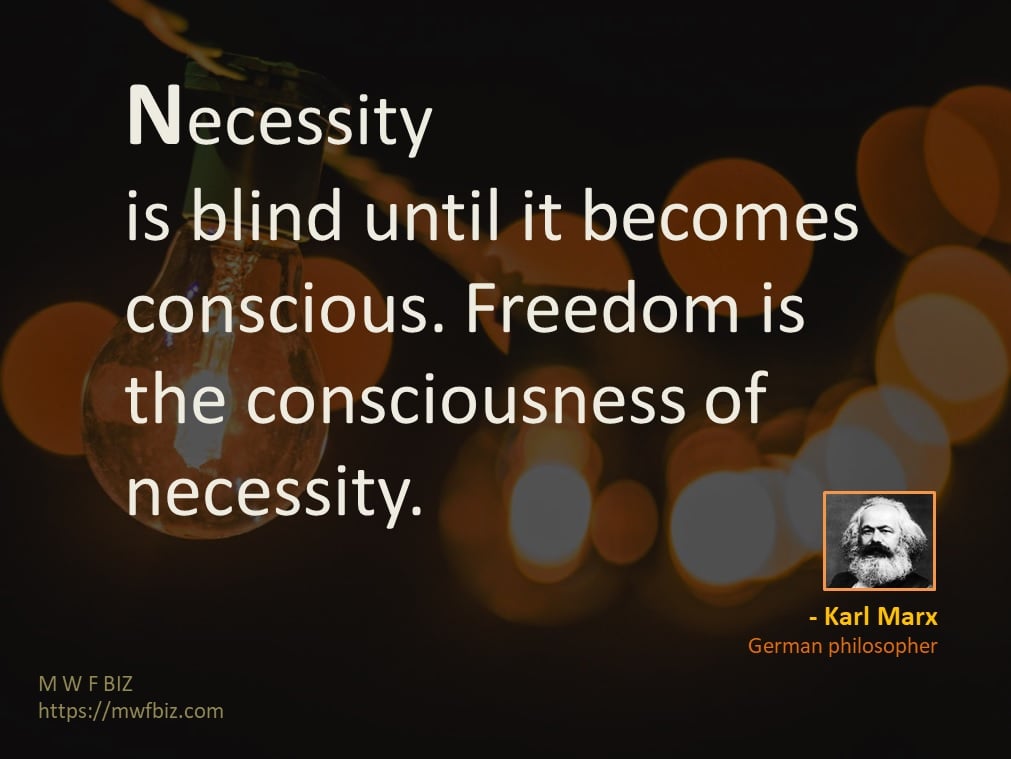 Necessity
is blind until it becomes
conscious. Freedom is
the consciousness of
necessity.
- Karl Marx
German philosopher
M W F BIZ
https://mwfbiz.com